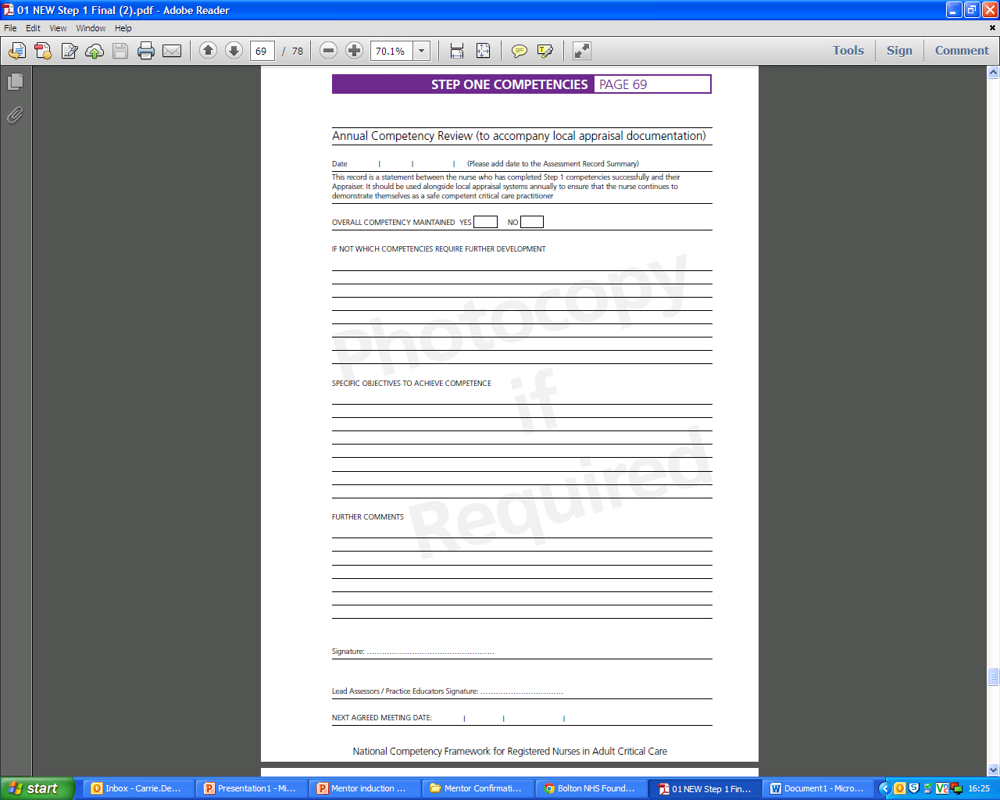 01 NEW Step 1 Final (2).pdf - Adobe Reader
File Edit View Window Help
69 / 78 70.1% Tools Sign Comment
STEP ONE COMPETENCIES PAGE 69
Annual Competency Review (to accompany local appraisal documentation)
Date | | | (Please add date to the Assessment Record Summary)
This record is a statement between the nurse who has completed Step 1 competencies successfully and their
Appraiser. It should be used alongside local appraisal systems annually to ensure that the nurse continues to
demonstrate themselves as a safe competent critical care practitioner
OVERALL COMPETENCY MAINTAINED YES NO
IF NOT WHICH COMPETENCIES REQUIRE FURTHER DEVELOPMENT
Photocopy
if
Required
SPECIFIC OBJECTIVES TO ACHIEVE COMPETENCE
FURTHER COMMENTS
Signature: ...................................................
Lead Assessors / Practice Educators Signature: .................................
NEXT AGREED MEETING DATE: | | |
National Competency Framework for Registered Nurses in Adult Critical Care
start Inbox - Carrie.De... Presentation1 - Mi... Mentor induction ... Mentor Confirmati... Bolton NHS Found... 01 NEW Step 1 Fin... Document1 - Micro... 16:25